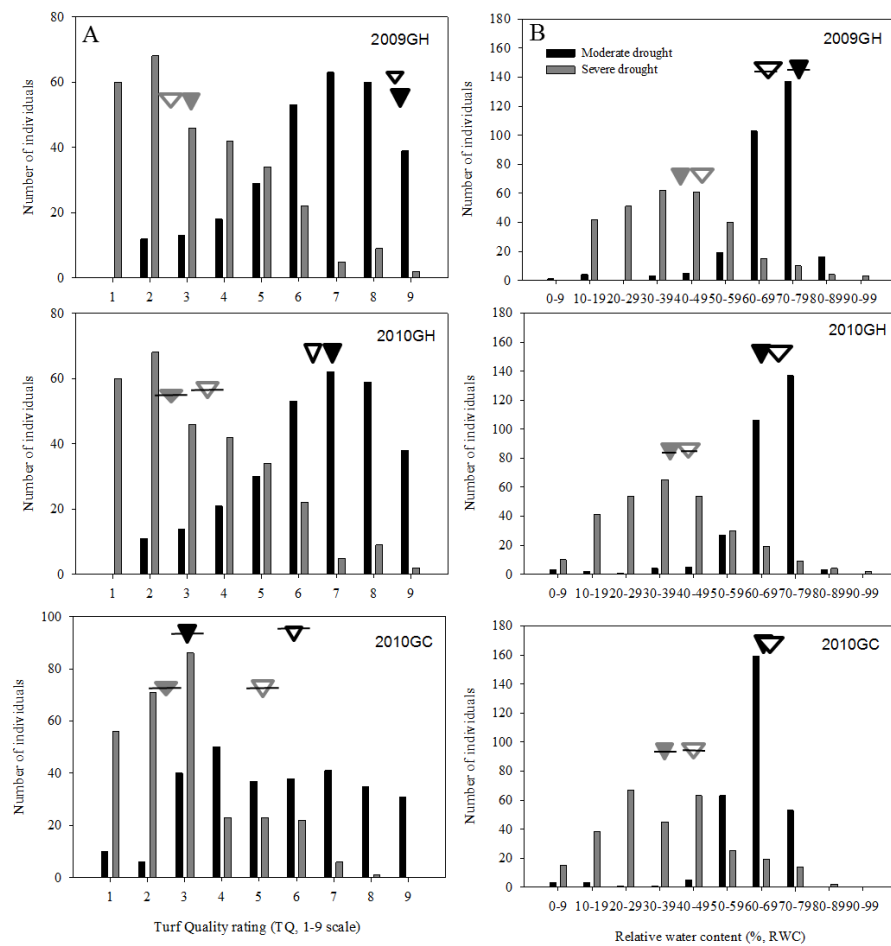 A
2009GH
Number of individuals
80
60
40
20
0
1 2 3 4 5 6 7 8 9
2010GH
Number of individuals
80
60
40
20
0
1 2 3 4 5 6 7 8 9
2010GC
Number of individuals
100
80
60
40
20
0
1 2 3 4 5 6 7 8 9
Turf Quality rating (TQ, 1-9 scale)
B
2009GH
Moderate drought
Severe drought
Number of individuals
180
160
140
120
100
80
60
40
20
0
0-9 10-19 20-29 30-39 40-49 50-59 60-69 70-79 80-89 90-99
2010GH
Number of individuals
180
160
140
120
100
80
60
40
20
0
0-9 10-19 20-29 30-39 40-49 50-59 60-69 70-79 80-89 90-99
2010GC
Number of individuals
180
160
140
120
100
80
60
40
20
0
0-9 10-19 20-29 30-39 40-49 50-59 60-69 70-79 80-89 90-99
Relative water content (%, RWC)